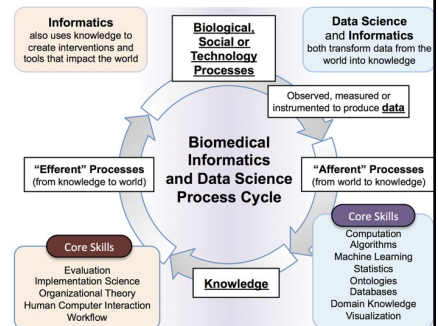 Informatics
also uses knowledge to
create interventions and
tools that impact the world
Biological,
Social or
Technology
Processes
Data Science
and Informatics
both transform data from the
world into knowledge
Observed, measured or
instrumented to produce data
Biomedical
Informatics
and Data Science
Process Cycle
“Efferent” Processes
(from knowledge to world)
“Afferent” Processes
(from world to knowledge)
Core Skills
Evaluation
Implementation Science
Organizational Theory
Human Computer Interaction
Workflow
Knowledge
Core Skills
Computation
Algorithms
Machine Learning
Statistics
Ontologies
Databases
Domain Knowledge
Visualization